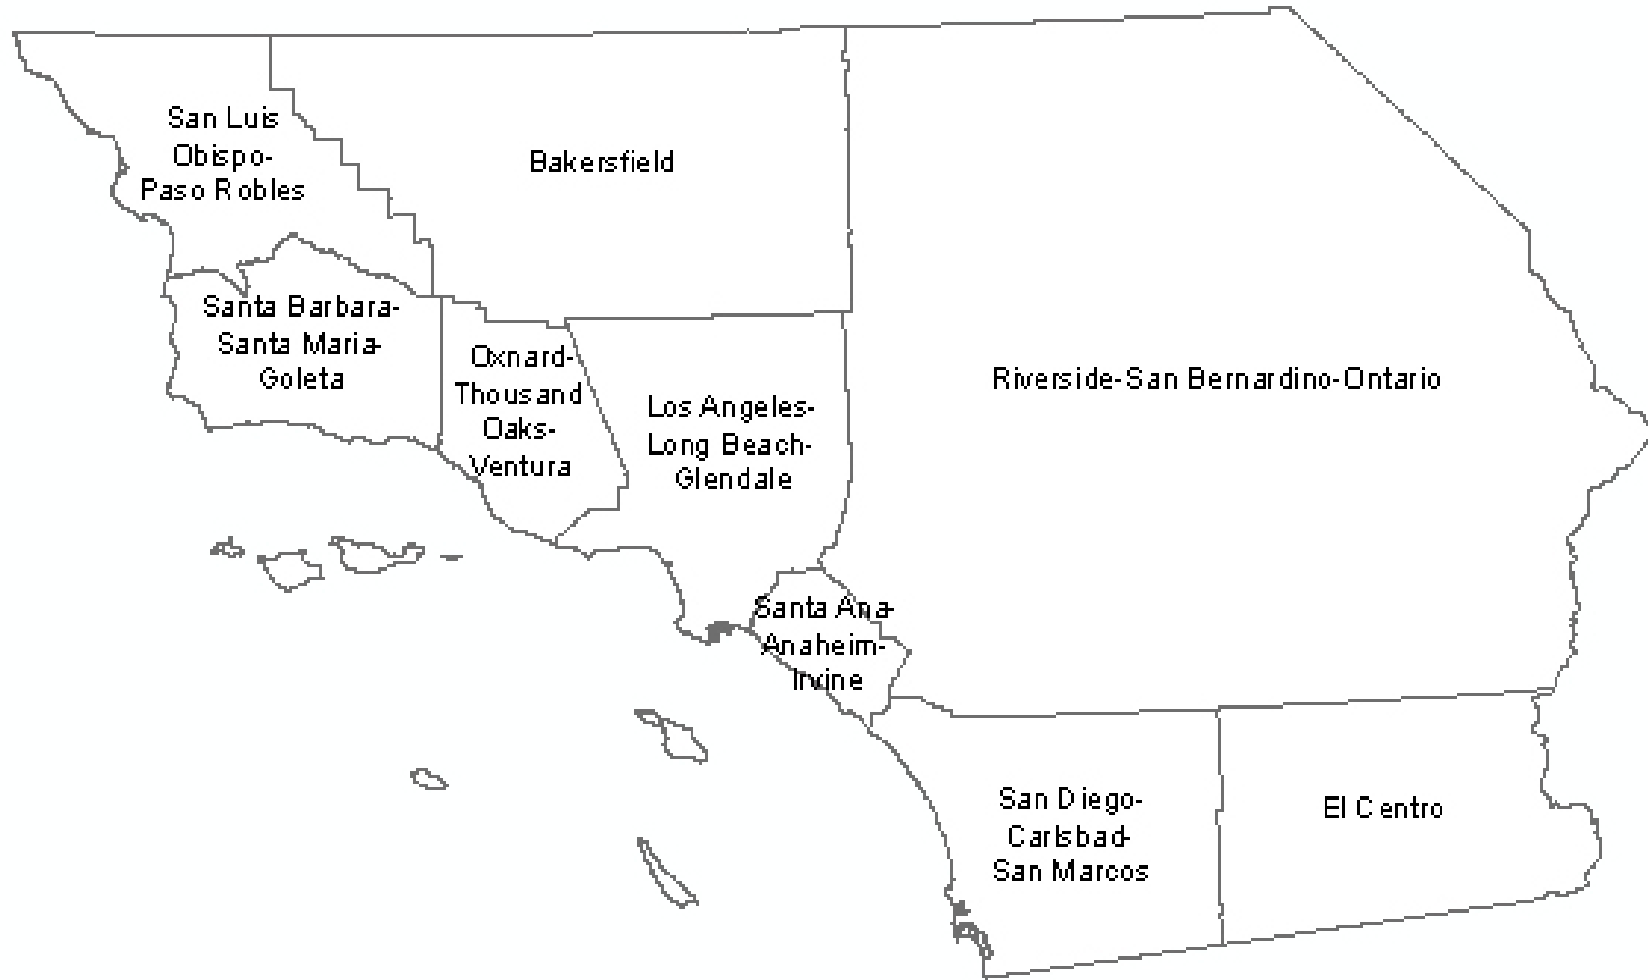 San Luis
Obispo-
Paso Robles
Bakersfield
Santa Barbara-
Santa Maria-
Goleta
Oxnard-
Thousand
Oaks-
Ventura
Los Angeles-
Long Beach-
Glendale
Riverside-San Bernardino-Ontario
Santa Ana-
Anaheim-
Irvine
San Diego-
Carlsbad-
San Marcos
El Centro